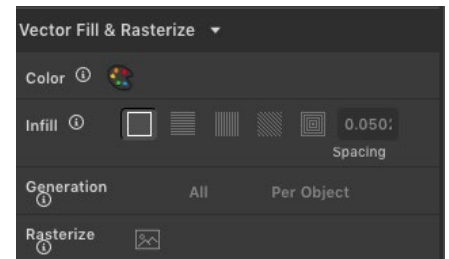 Vector Fill & Rasterize
Color
Infill 0.050
Spacing
Generation All Per Object
Rasterize